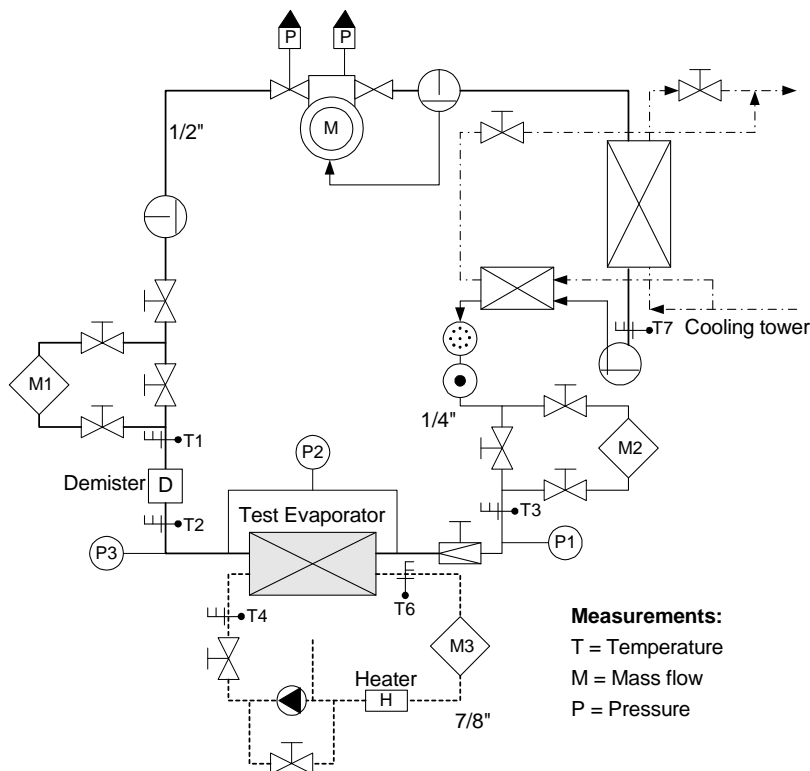 P P
M
1/2"
T7 Cooling tower
M1
1/4"
M2
T1
P2
Demister D
T3
T2
Test Evaporator
P3
P1
T6
T4
Measurements:
M3
T = Temperature
Heater
M = Mass flow
H
7/8"
P = Pressure